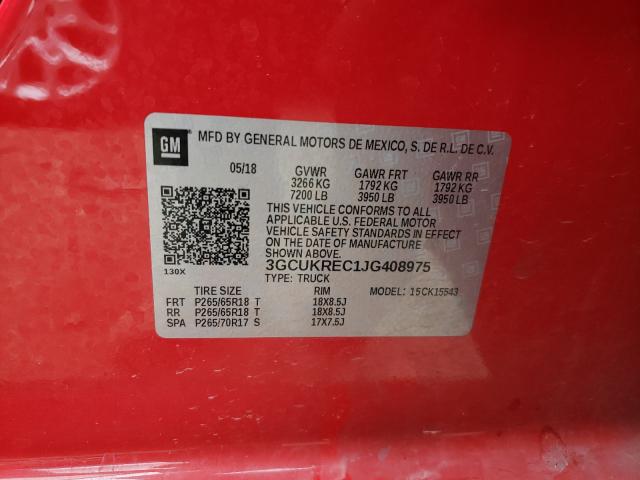 GM MFD BY GENERAL MOTORS DE MEXICO, S. DE R.L. DE C.V.
05/18 GVWR GAWR FRT GAWR RR
3266 KG 1792 KG 1792 KG
7200 LB 3950 LB 3950 LB
THIS VEHICLE CONFORMS TO ALL
APPLICABLE U.S. FEDERAL MOTOR
VEHICLE SAFETY STANDARDS IN EFFECT
ON THE DATE OF MANUFACTURE
SHOWN ABOVE.
130X 3GCUKREC1JG408975
TYPE: TRUCK
TIRE SIZE RIM MODEL: 15CK15543
FRT P265/65R18 T 18X8.5J
RR P265/65R18 T 18X8.5J
SPA P265/70R17 S 17X7.5J